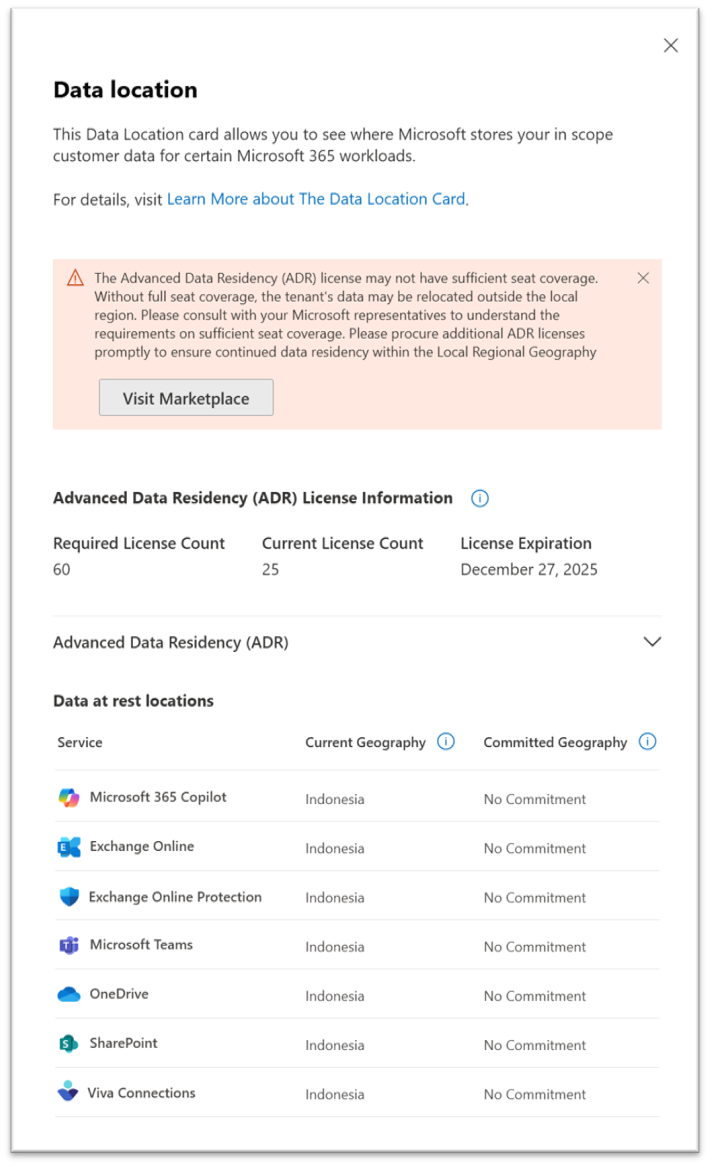 Data location
This Data Location card allows you to see where Microsoft stores your in scope
customer data for certain Microsoft 365 workloads.
For details, visit Learn More about The Data Location Card.
The Advanced Data Residency (ADR) license may not have sufficient seat coverage.
Without full seat coverage, the tenant's data may be relocated outside the local
region. Please consult with your Microsoft representatives to understand the
requirements on sufficient seat coverage. Please procure additional ADR licenses
promptly to ensure continued data residency within the Local Regional Geography
Visit Marketplace
Advanced Data Residency (ADR) License Information
Required License Count Current License Count License Expiration
60 25 December 27, 2025
Advanced Data Residency (ADR)
Data at rest locations
Service Current Geography Committed Geography
Microsoft 365 Copilot Indonesia No Commitment
Exchange Online Indonesia No Commitment
Exchange Online Protection Indonesia No Commitment
Microsoft Teams Indonesia No Commitment
OneDrive Indonesia No Commitment
SharePoint Indonesia No Commitment
Viva Connections Indonesia No Commitment